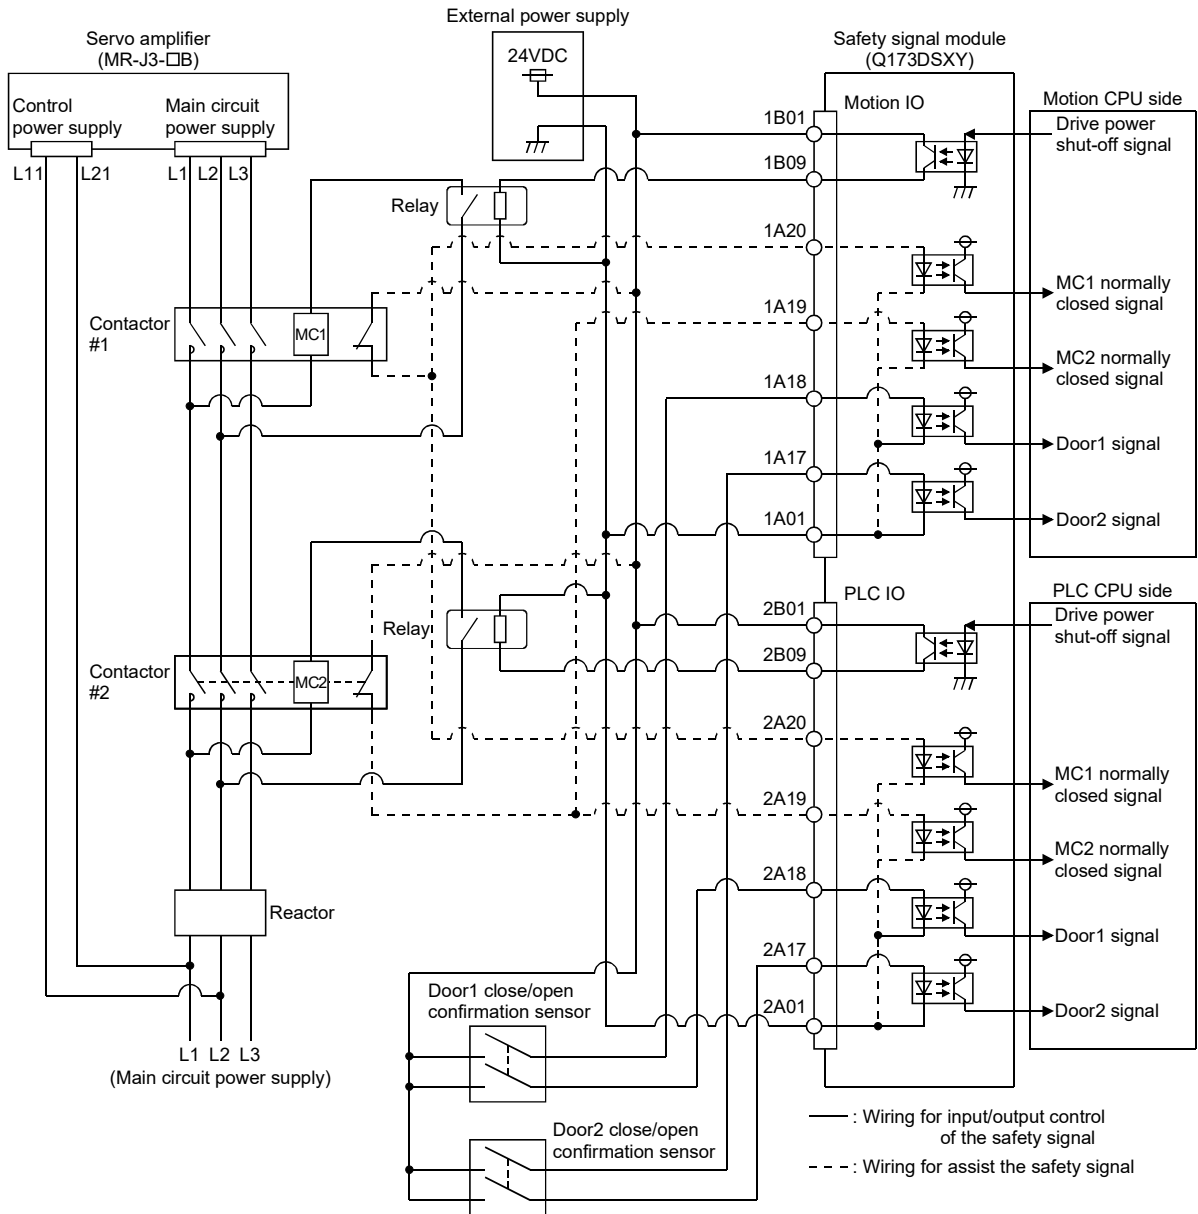 External power supply
24VDC
Servo amplifier
(MR-J3-□B)
Control
power supply
Main circuit
power supply
L11
L21
L1
L2
L3
Safety signal module
(Q173DSXY)
Motion IO
Motion CPU side
1B01
Drive power
shut-off signal
1B09
Relay
1A20
MC1 normally
closed signal
Contactor
#1
MC1
1A19
MC2 normally
closed signal
1A18
Door1 signal
1A17
Door2 signal
1A01
PLC IO
PLC CPU side
2B01
Drive power
shut-off signal
Relay
2B09
Contactor
#2
MC2
2A20
MC1 normally
closed signal
2A19
MC2 normally
closed signal
2A18
Door1 signal
Reactor
2A17
Door2 signal
2A01
Door1 close/open
confirmation sensor
L1 L2 L3
(Main circuit power supply)
Door2 close/open
confirmation sensor
: Wiring for input/output control
of the safety signal
: Wiring for assist the safety signal